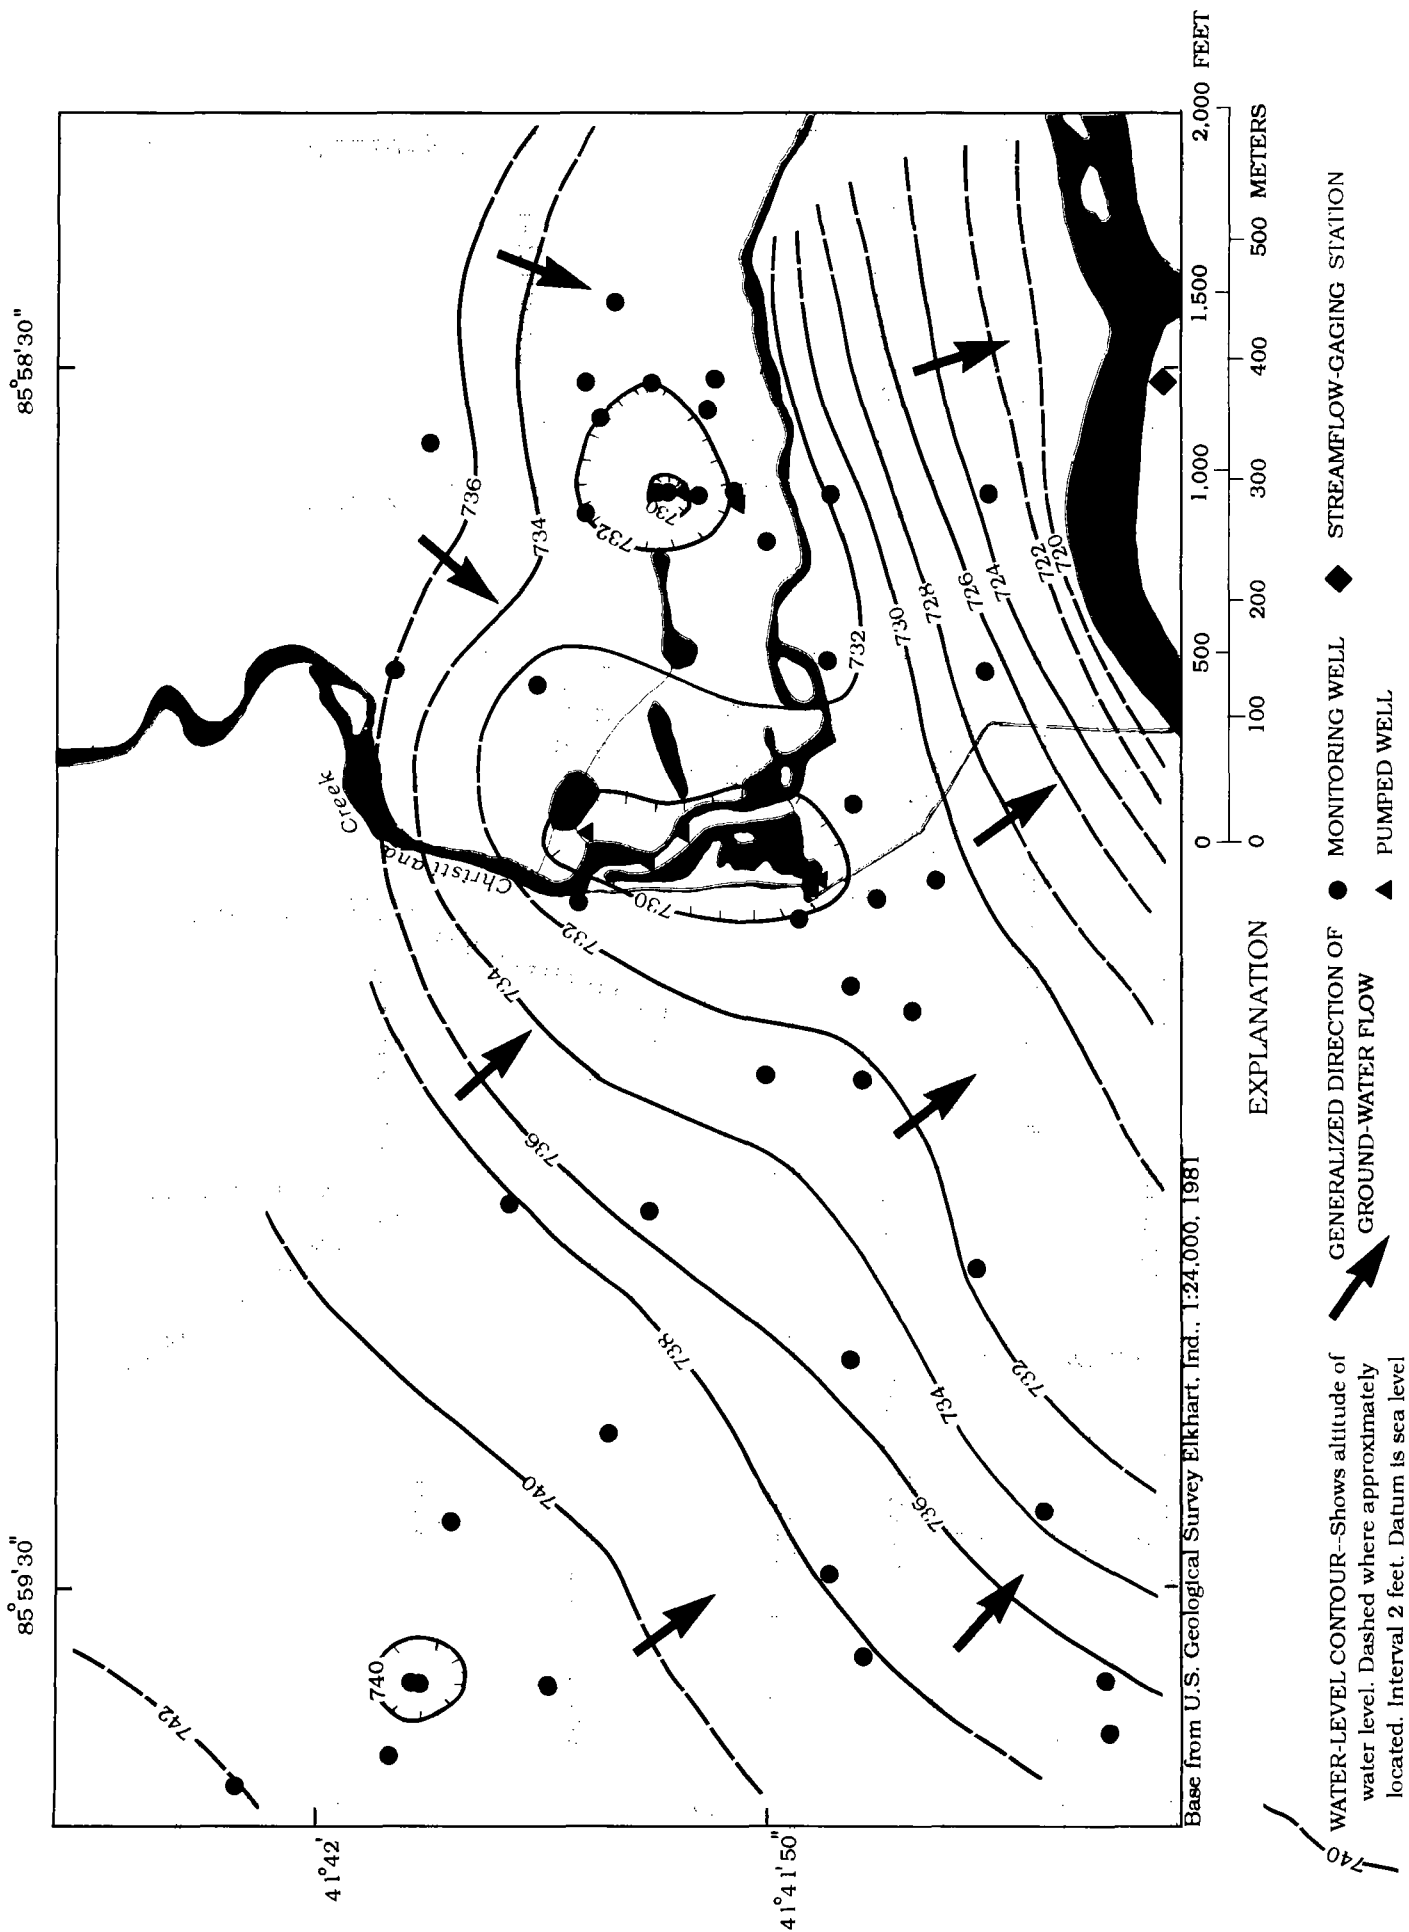 85°59'30"
85°58'30"
41°42'
41°41'50"
742
740
740
738
736
736
734
734
732
732
730
Christiana
Creek
736
734
732
730
732
730
728
726
724
722
720
Base from U.S. Geological Survey Elkhart, Ind., 1:24,000, 1981
0 500 1,000 1,500 2,000 FEET
0 100 200 300 400 500 METERS
EXPLANATION
740
WATER-LEVEL CONTOUR--Shows altitude of
water level. Dashed where approximately
located. Interval 2 feet. Datum is sea level
GENERALIZED DIRECTION OF
GROUND-WATER FLOW
MONITORING WELL
PUMPED WELL
STREAMFLOW-GAGING STATION